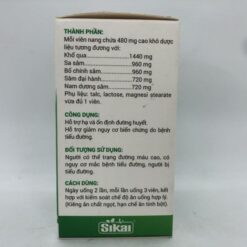 THÀNH PHẦN:
Mỗi viên nang chứa 480 mg cao khô dược
liệu tương đương với:
Khổ qua 1440 mg
Sa sâm 960 mg
Bố chính sâm 960 mg
Sâm đại hành 720 mg
Nam dương sâm 720 mg
Phụ liệu: talc, lactose, magnesi stearate
vừa đủ 1 viên.
CÔNG DỤNG:
Hỗ trợ hạ và ổn định đường huyết.
Hỗ trợ giảm nguy cơ biến chứng do bệnh
tiểu đường.
ĐỐI TƯỢNG SỬ DỤNG:
Người có thể trạng đường máu cao, có
nguy cơ mắc bệnh tiểu đường, người bị
tiểu đường.
CÁCH DÙNG:
Ngày uống 2 lần, mỗi lần uống 3 viên, kết
hợp với kiểm soát chế độ ăn uống hợp lý.
(Kiêng ăn chất ngọt, hạn chế ăn tinh bột)
Sikai